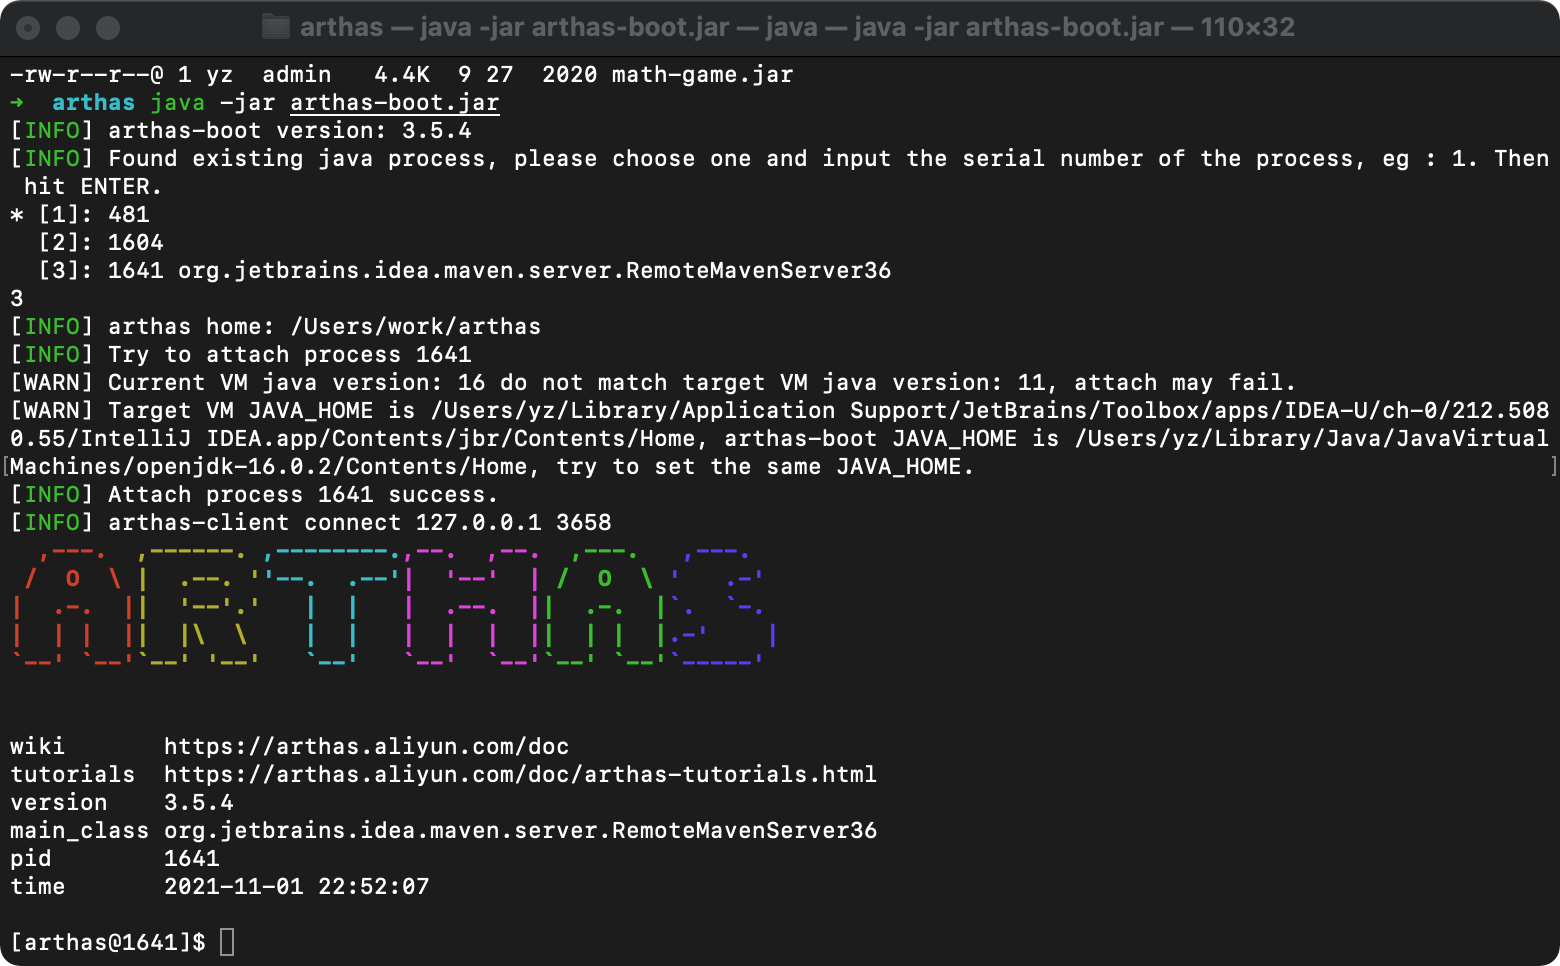 arthas — java -jar arthas-boot.jar — java — java -jar arthas-boot.jar — 110×32
-rw-r--r--@ 1 yz  admin   4.4K  9 27  2020 math-game.jar
➜  arthas java -jar arthas-boot.jar
[INFO] arthas-boot version: 3.5.4
[INFO] Found existing java process, please choose one and input the serial number of the process, eg : 1. Then
 hit ENTER.
* [1]: 481
  [2]: 1604
  [3]: 1641 org.jetbrains.idea.maven.server.RemoteMavenServer36
3
[INFO] arthas home: /Users/work/arthas
[INFO] Try to attach process 1641
[WARN] Current VM java version: 16 do not match target VM java version: 11, attach may fail.
[WARN] Target VM JAVA_HOME is /Users/yz/Library/Application Support/JetBrains/Toolbox/apps/IDEA-U/ch-0/212.508
0.55/IntelliJ IDEA.app/Contents/jbr/Contents/Home, arthas-boot JAVA_HOME is /Users/yz/Library/Java/JavaVirtual
Machines/openjdk-16.0.2/Contents/Home, try to set the same JAVA_HOME.
[INFO] Attach process 1641 success.
[INFO] arthas-client connect 127.0.0.1 3658
ARTHAS
wiki       https://arthas.aliyun.com/doc
tutorials  https://arthas.aliyun.com/doc/arthas-tutorials.html
version    3.5.4
main_class org.jetbrains.idea.maven.server.RemoteMavenServer36
pid        1641
time       2021-11-01 22:52:07
[arthas@1641]$